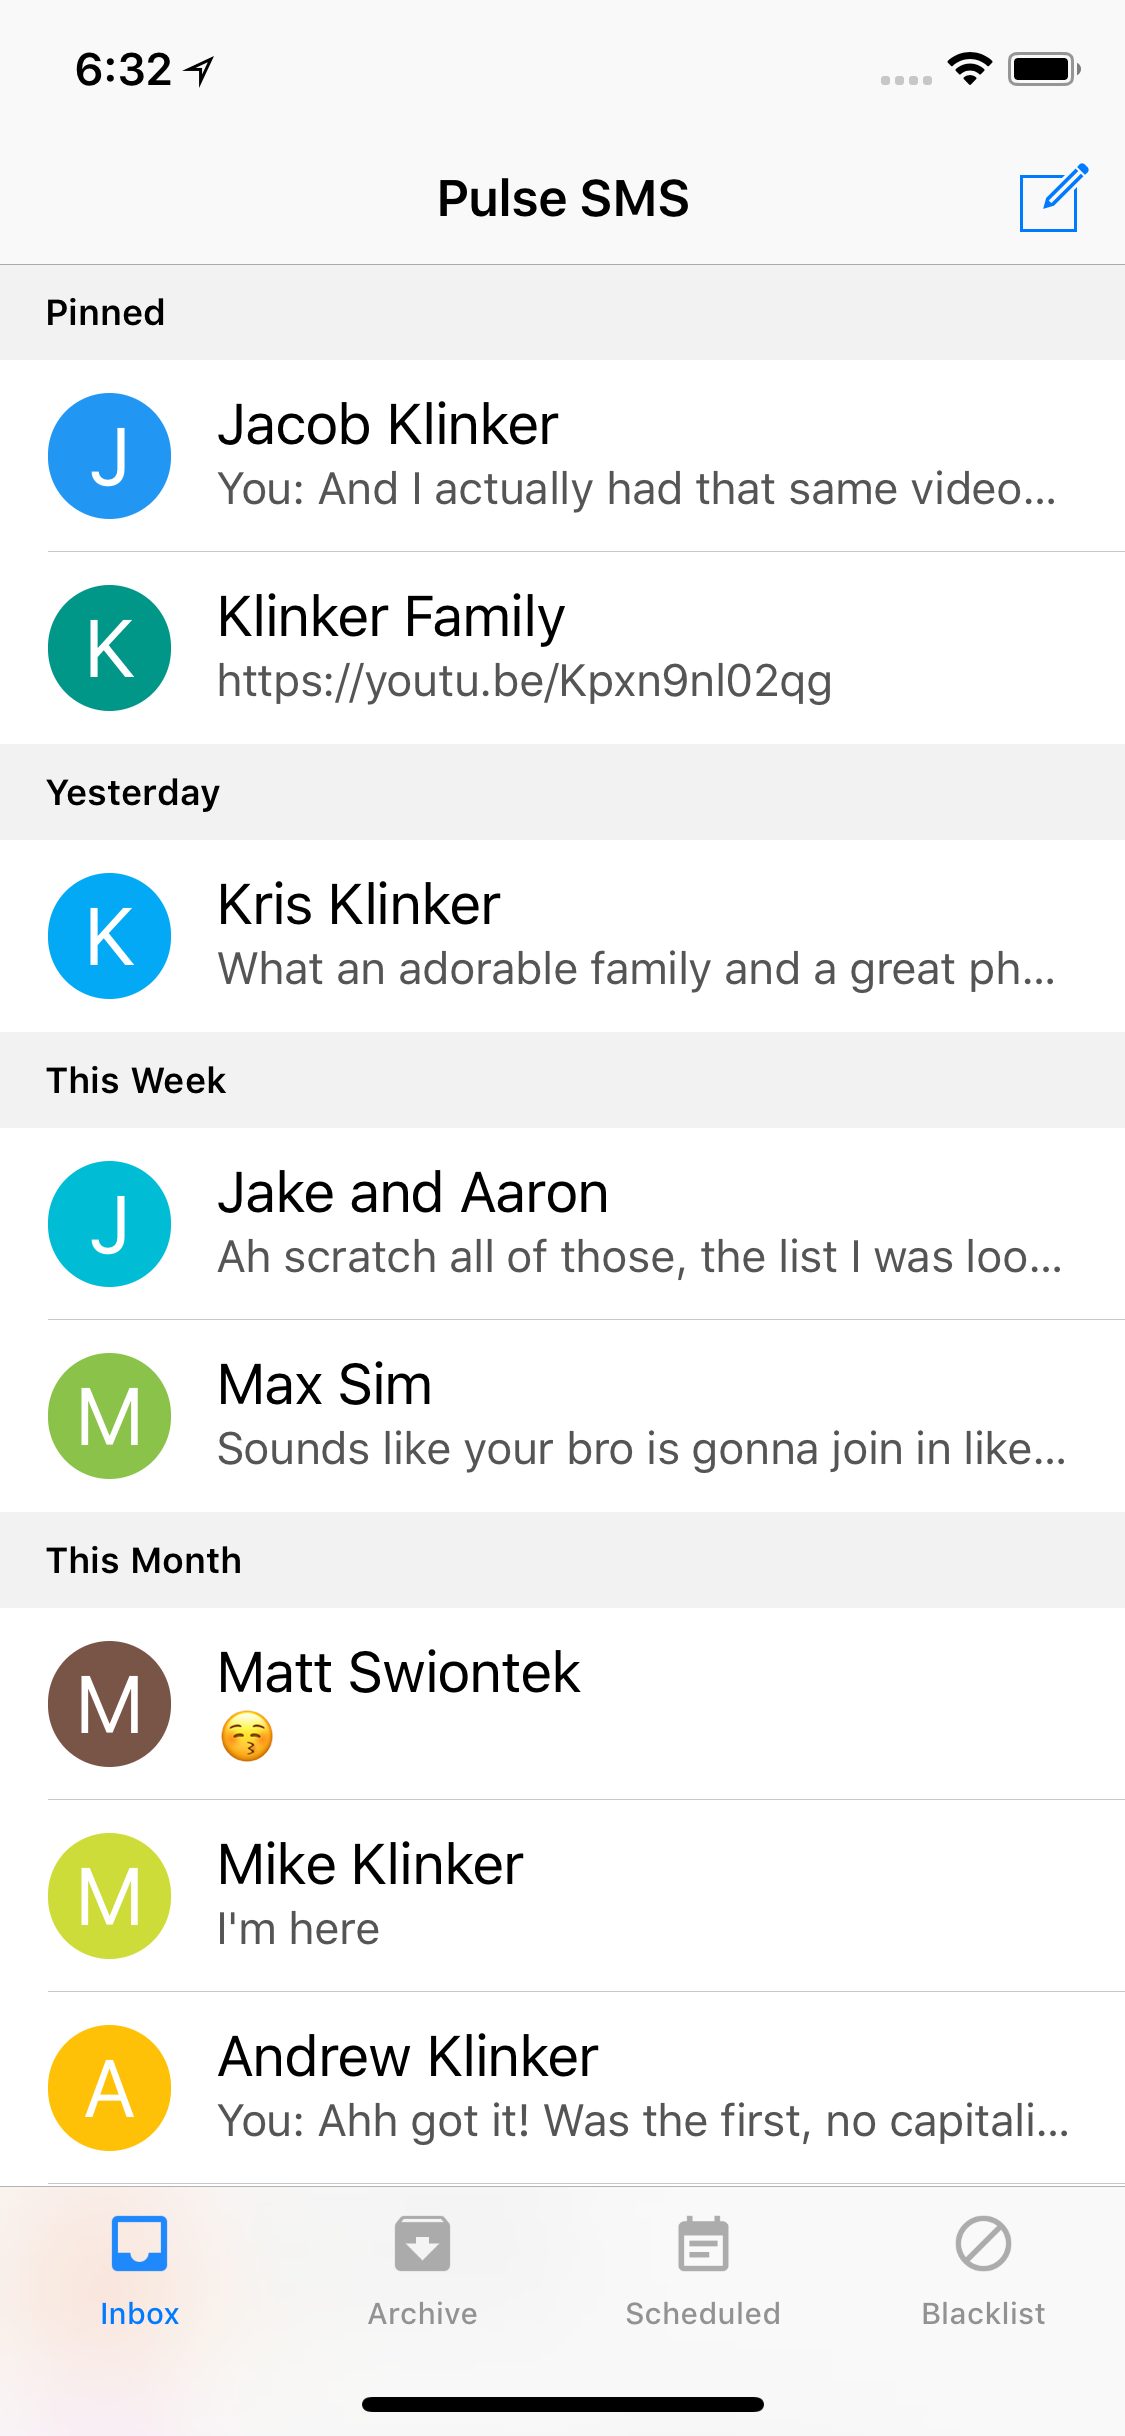 6:32
Pulse SMS
Pinned
J
Jacob Klinker
You: And I actually had that same video...
K
Klinker Family
https://youtu.be/Kpxn9nl02qg
Yesterday
K
Kris Klinker
What an adorable family and a great ph...
This Week
J
Jake and Aaron
Ah scratch all of those, the list I was loo...
M
Max Sim
Sounds like your bro is gonna join in like...
This Month
M
Matt Swiontek
😚
M
Mike Klinker
I'm here
A
Andrew Klinker
You: Ahh got it! Was the first, no capitali...
Inbox
Archive
Scheduled
Blacklist